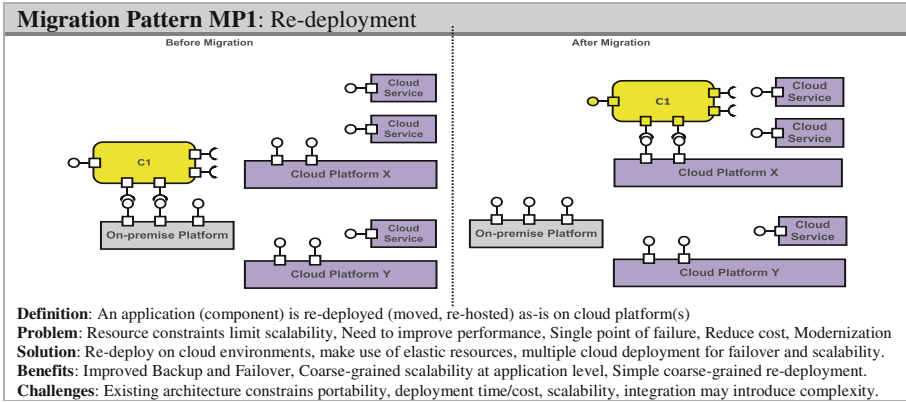 Migration Pattern MP1: Re-deployment
Before Migration
After Migration
Cloud Service
Cloud Service
C1
Cloud Platform X
On-premise Platform
Cloud Service
Cloud Platform Y
C1
Cloud Service
Cloud Service
Cloud Platform X
On-premise Platform
Cloud Service
Cloud Platform Y
Definition: An application (component) is re-deployed (moved, re-hosted) as-is on cloud platform(s)
Problem: Resource constraints limit scalability, Need to improve performance, Single point of failure, Reduce cost, Modernization
Solution: Re-deploy on cloud environments, make use of elastic resources, multiple cloud deployment for failover and scalability.
Benefits: Improved Backup and Failover, Coarse-grained scalability at application level, Simple coarse-grained re-deployment.
Challenges: Existing architecture constrains portability, deployment time/cost, scalability, integration may introduce complexity.